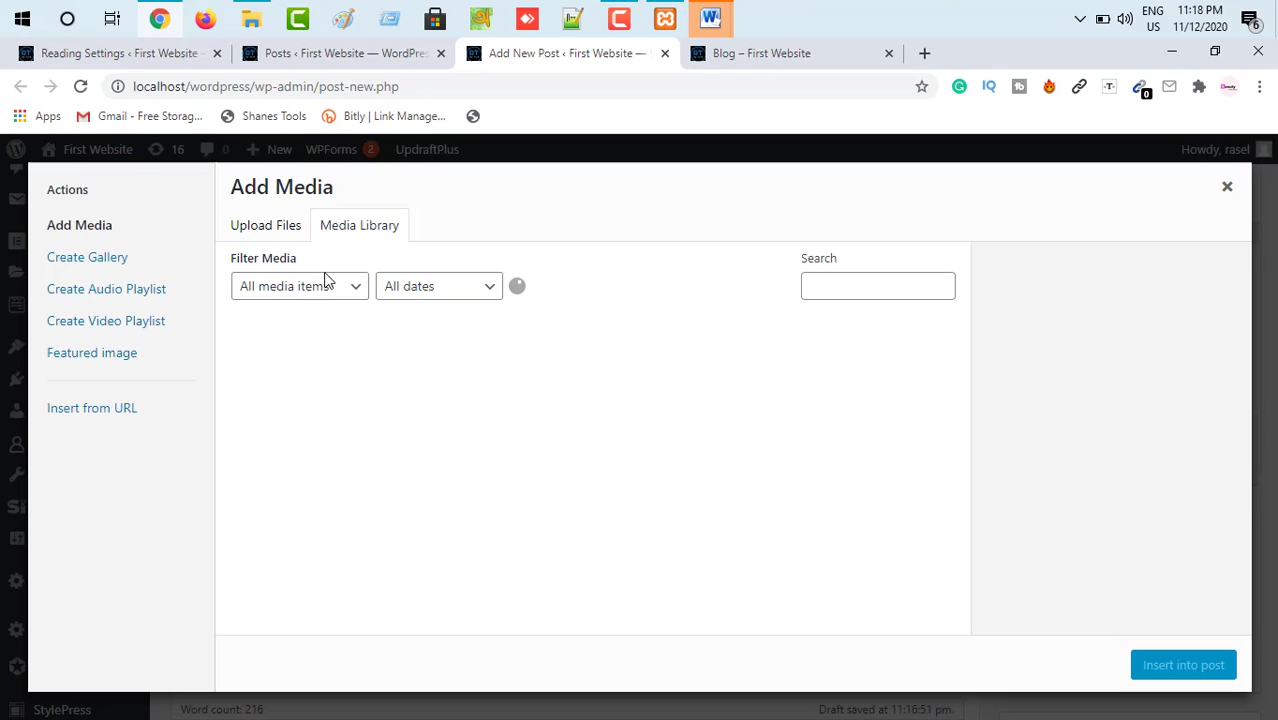 ENG
US
11:18 PM
11/12/2020
6
Reading Settings ‹ First Website —
Posts ‹ First Website — WordPres
Add New Post ‹ First Website —
Blog – First Website
localhost/wordpress/wp-admin/post-new.php
0
Apps
Gmail - Free Storag...
Shanes Tools
Bitly | Link Manage...
First Website
16
0
New
WPForms
2
UpdraftPlus
Howdy, rasel
Actions
Add Media
Create Gallery
Create Audio Playlist
Create Video Playlist
Featured image
Insert from URL
Add Media
Upload Files
Media Library
Filter Media
All media items
All dates
Search
Insert into post
StylePress
Word count: 216
Draft saved at 11:16:51 pm.